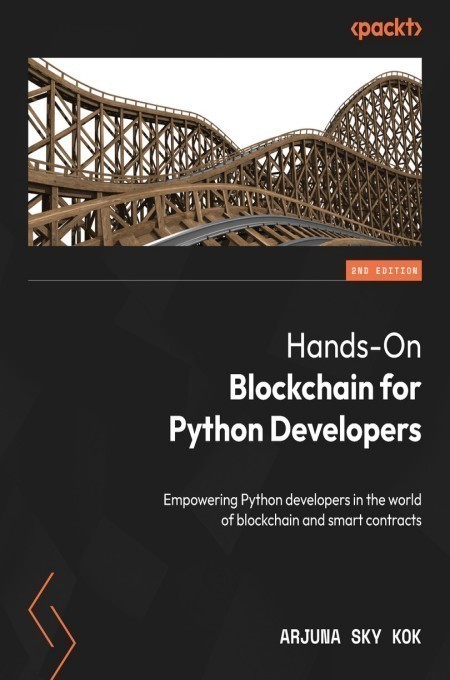 <packt>
2ND EDITION
Hands-On
Blockchain for
Python Developers
Empowering Python developers in the world
of blockchain and smart contracts
ARJUNA SKY KOK